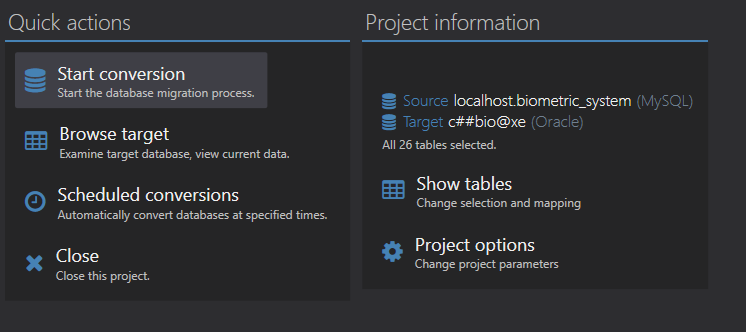 Quick actions
Start conversion
Start the database migration process.
Browse target
Examine target database, view current data.
Scheduled conversions
Automatically convert databases at specified times.
Close
Close this project.
Project information
Source localhost.biometric_system (MySQL)
Target c##bio@xe (Oracle)
All 26 tables selected.
Show tables
Change selection and mapping
Project options
Change project parameters